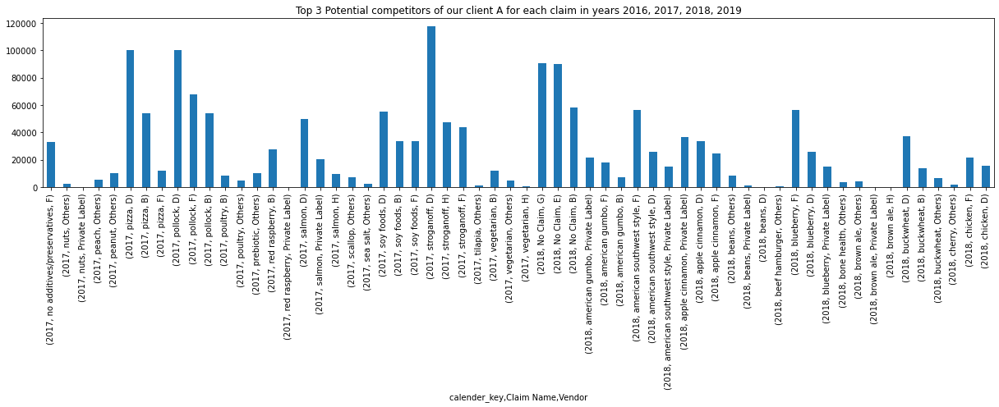 Top 3 Potential competitors of our client A for each claim in years 2016, 2017, 2018, 2019
120000
100000
80000
60000
40000
20000
0
(2017, no additives/preservatives, F)
(2017, nuts, Others)
(2017, nuts, Private Label)
(2017, peach, Others)
(2017, peanut, Others)
(2017, pizza, D)
(2017, pizza, B)
(2017, pizza, F)
(2017, pollock, D)
(2017, pollock, F)
(2017, pollock, B)
(2017, poultry, B)
(2017, poultry, Others)
(2017, prebiotic, Others)
(2017, red raspberry, B)
(2017, red raspberry, Private Label)
(2017, salmon, D)
(2017, salmon, Private Label)
(2017, salmon, H)
(2017, scallop, Others)
(2017, sea salt, Others)
(2017, soy foods, D)
(2017, soy foods, B)
(2017, soy foods, F)
(2017, stroganoff, D)
(2017, stroganoff, H)
(2017, stroganoff, F)
(2017, tilapia, Others)
(2017, vegetarian, B)
(2017, vegetarian, Others)
(2017, vegetarian, H)
(2018, No Claim, G)
(2018, No Claim, E)
(2018, No Claim, B)
(2018, american gumbo, Private Label)
(2018, american gumbo, F)
(2018, american gumbo, B)
(2018, american southwest style, F)
(2018, american southwest style, D)
(2018, american southwest style, Private Label)
(2018, apple cinnamon, Private Label)
(2018, apple cinnamon, D)
(2018, apple cinnamon, F)
(2018, beans, Others)
(2018, beans, Private Label)
(2018, beans, D)
(2018, beef hamburger, Others)
(2018, blueberry, F)
(2018, blueberry, D)
(2018, blueberry, Private Label)
(2018, bone health, Others)
(2018, brown ale, Others)
(2018, brown ale, Private Label)
(2018, brown ale, H)
(2018, buckwheat, D)
(2018, buckwheat, B)
(2018, buckwheat, Others)
(2018, cherry, Others)
(2018, chicken, F)
(2018, chicken, D)
calender_key,Claim Name,Vendor